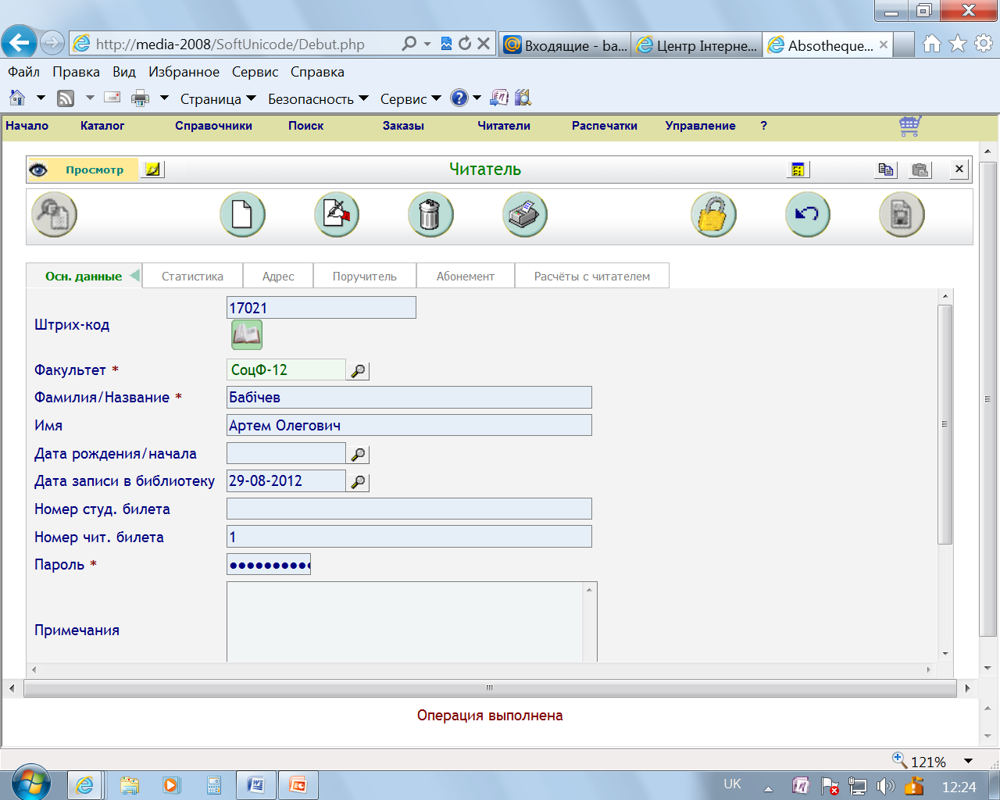 http://media-2008/SoftUnicode/Debut.php
Входящие - ba...
Центр Інтерне...
Absotheque...
Файл Правка Вид Избранное Сервис Справка
Страница Безопасность Сервис
Начало Каталог Справочники Поиск Заказы Читатели Распечатки Управление ?
Просмотр
Читатель
Осн. данные Статистика Адрес Поручитель Абонемент Расчёты с читателем
Штрих-код 17021
Факультет * СоцФ-12
Фамилия/Название * Бабічев
Имя Артем Олегович
Дата рождения/начала
Дата записи в библиотеку 29-08-2012
Номер студ. билета
Номер чит. билета 1
Пароль * ●●●●●●●●●●
Примечания
Операция выполнена
121%
UK 12:24